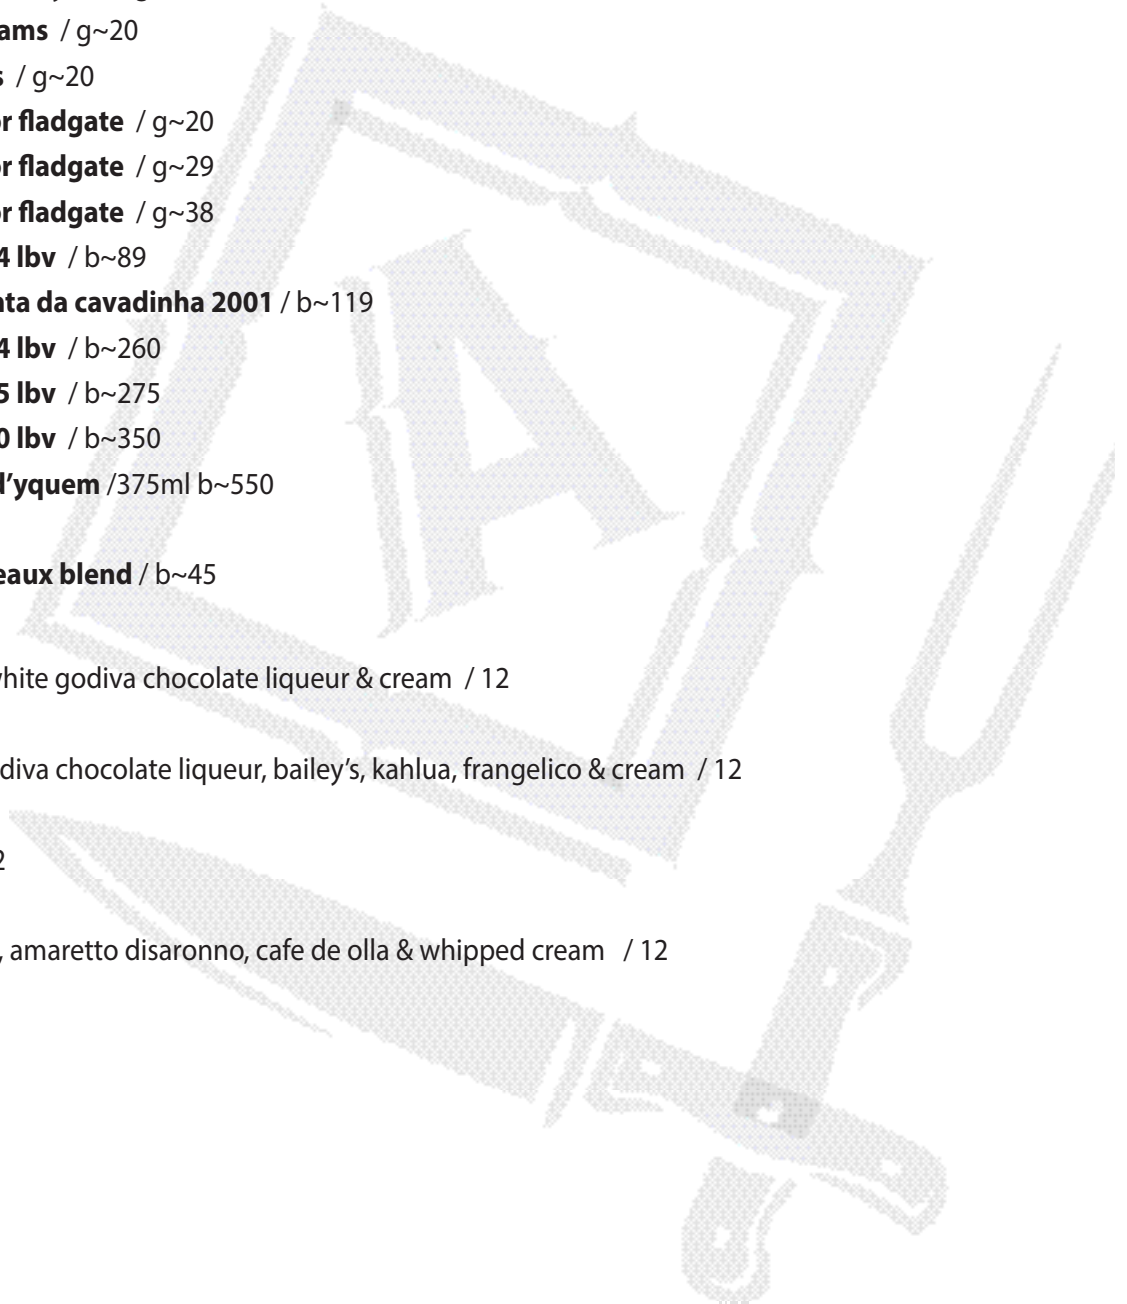 ams / g~20
s / g~20
or fladgate / g~20
or fladgate / g~29
or fladgate / g~38
4 lbv / b~89
nta da cavadinha 2001 / b~119
4 lbv / b~260
5 lbv / b~275
0 lbv / b~350
d’yquem /375ml b~550
eaux blend / b~45
white godiva chocolate liqueur & cream / 12
diva chocolate liqueur, bailey’s, kahlua, frangelico & cream / 12
2
, amaretto disaronno, cafe de olla & whipped cream / 12
A